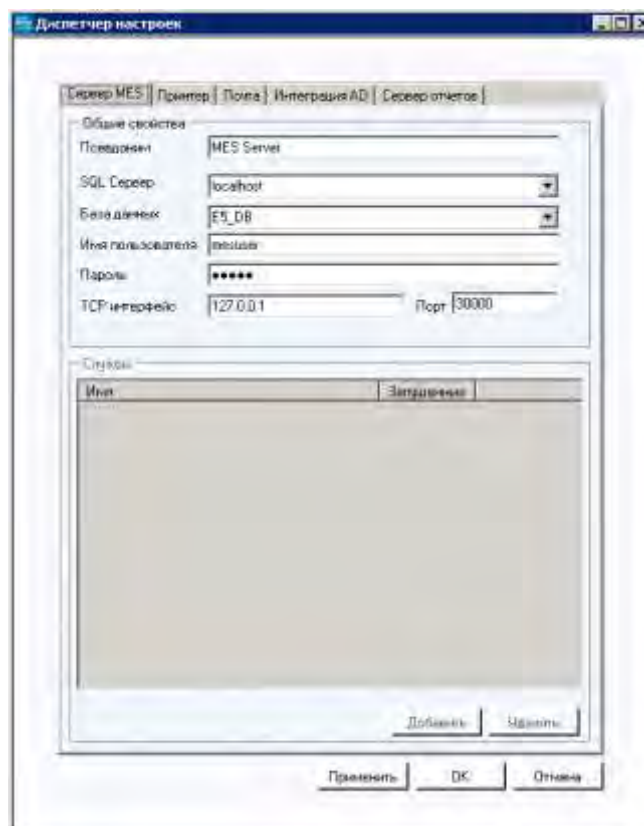 Диспетчер настроек
Сервер MES Принтер Почта Интеграция AD Сервер отчетов
Общие свойства
Псевдоним MES Server
SQL Сервер localhost
База данных ES_DB
Имя пользователя mesuser
Пароль •••••
TCP интерфейс 127.0.0.1 Порт 30000
Службы
Имя
Добавить Удалить
Применить OK Отмена